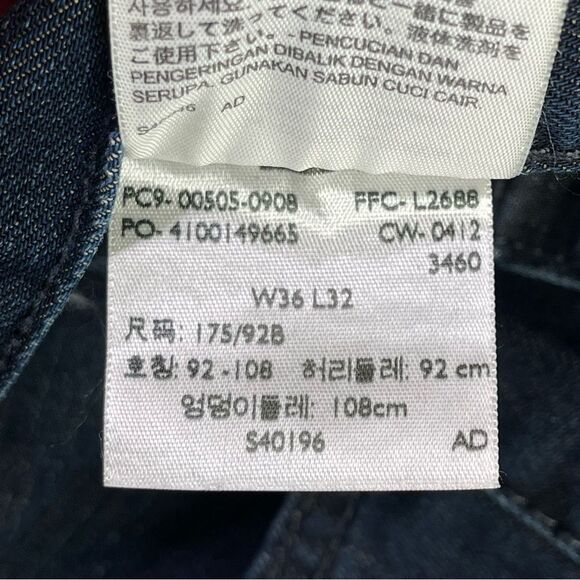 사용하세요.
裏返して洗ってください。液体洗剤を
ご使用下さい。- PENCUCIAN DAN
PENGERINGAN DIBALIK DENGAN WARNA
SERUPA. GUNAKAN SABUN CUCI CAIR.
AD
PC9- 00505-0908 FFC- L2688
PO- 4100149665 CW- 0412
3460
W36 L32
尺码: 175/92B
호칭: 92 -108 허리둘레: 92 cm
엉덩이둘레: 108cm
S40196 AD